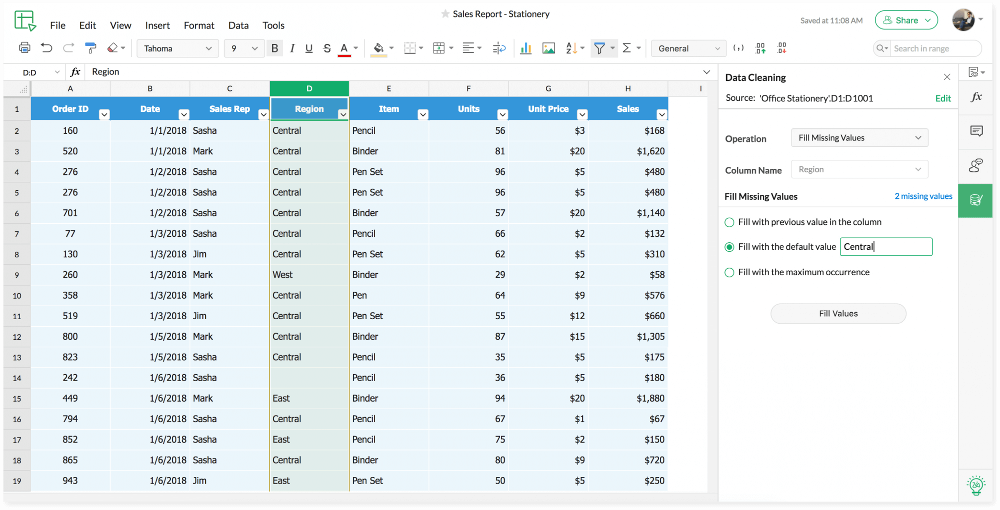 Sales Report - Stationery
File Edit View Insert Format Data Tools
Saved at 11:08 AM
Share
Tahoma 9 B I U S A General Search in range
D:D fx Region
A B C D E F G H I
1 Order ID Date Sales Rep Region Item Units Unit Price Sales
2 160 1/1/2018 Sasha Central Pencil 56 $3 $168
3 520 1/1/2018 Mark Central Binder 81 $20 $1,620
4 276 1/2/2018 Sasha Central Pen Set 96 $5 $480
5 276 1/2/2018 Sasha Central Pen Set 96 $5 $480
6 701 1/2/2018 Sasha Central Binder 57 $20 $1,140
7 77 1/3/2018 Sasha Central Pencil 66 $2 $132
8 130 1/3/2018 Jim Central Pen Set 62 $5 $310
9 260 1/3/2018 Mark West Binder 29 $2 $58
10 358 1/3/2018 Mark Central Pen 64 $9 $576
11 519 1/3/2018 Jim Central Pen Set 55 $12 $660
12 800 1/5/2018 Mark Central Binder 87 $15 $1,305
13 823 1/5/2018 Sasha Central Pencil 35 $5 $175
14 242 1/6/2018 Sasha Pencil 36 $5 $180
15 449 1/6/2018 Mark East Binder 94 $20 $1,880
16 794 1/6/2018 Sasha Central Pencil 67 $1 $67
17 852 1/6/2018 Sasha East Pencil 75 $2 $150
18 865 1/6/2018 Sasha Central Binder 80 $9 $720
19 943 1/6/2018 Jim East Pen Set 50 $5 $250
Data Cleaning
Source: 'Office Stationery'.D1:D1001 Edit
Operation Fill Missing Values
Column Name Region
Fill Missing Values 2 missing values
Fill with previous value in the column
Fill with the default value Central
Fill with the maximum occurrence
Fill Values
fx